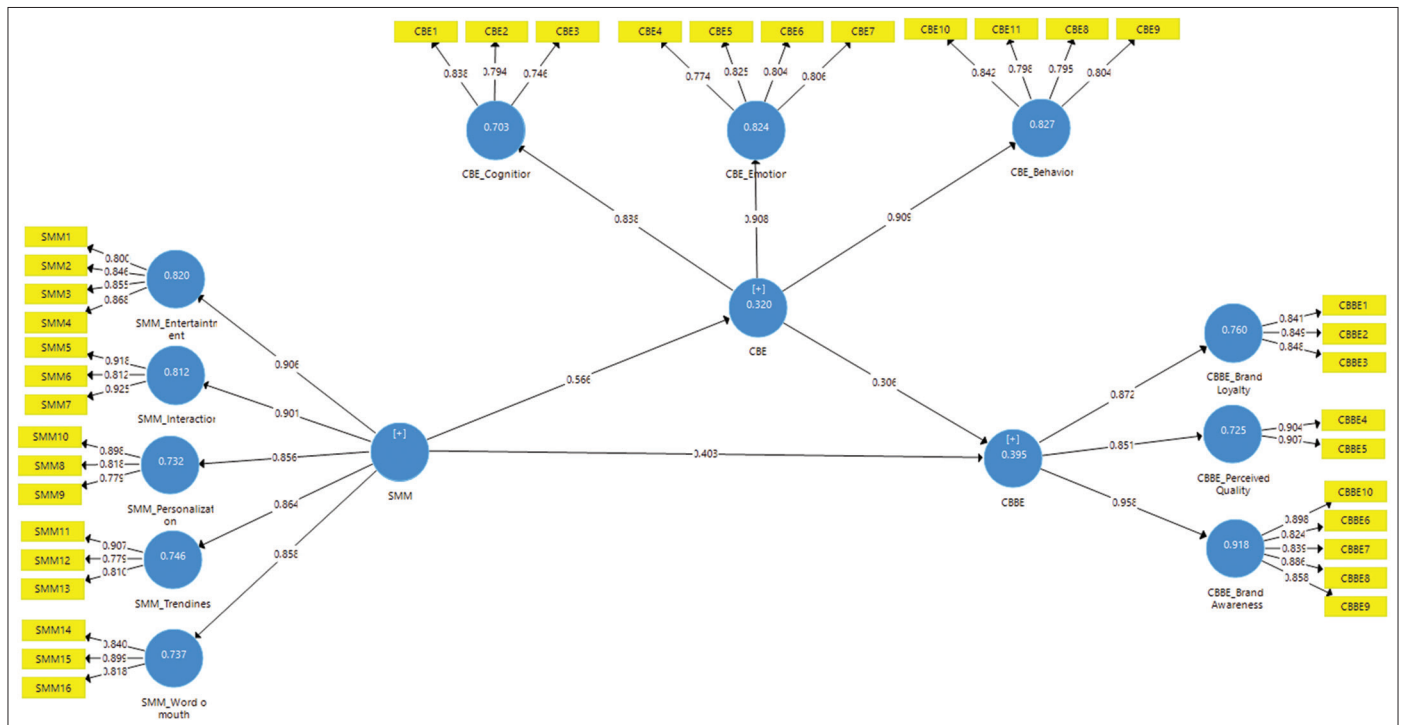 CBE1
CBE2
CBE3
CBE4
CBE5
CBE6
CBE7
CBE10
CBE11
CBE8
CBE9
0.838
0.794
0.746
0.774
0.825
0.804
0.806
0.842
0.798
0.795
0.804
0.703
0.824
0.827
CBE_Cognition
CBE_Emotion
CBE_Behavior
0.838
0.908
0.909
SMM1
SMM2
SMM3
SMM4
0.800
0.846
0.855
0.868
0.820
SMM_Entertainm
ent
SMM5
SMM6
SMM7
0.918
0.812
0.925
0.812
SMM_Interaction
SMM10
SMM8
SMM9
0.898
0.818
0.779
0.732
SMM_Personalizat
on
SMM11
SMM12
SMM13
0.907
0.779
0.810
0.746
SMM_Trendines
SMM14
SMM15
SMM16
0.840
0.899
0.818
0.737
SMM_Word o
mouth
0.906
0.901
0.856
0.864
0.858
[+]
SMM
0.566
0.403
[+]
0.320
CBE
0.306
[+]
0.395
CBBE
0.872
0.851
0.958
0.760
CBBE_Brand
Loyalty
0.841
0.849
0.848
CBBE1
CBBE2
CBBE3
0.725
CBBE_Perceived
Quality
0.904
0.907
CBBE4
CBBE5
0.918
CBBE_Brand
Awareness
0.898
0.824
0.839
0.886
0.858
CBBE10
CBBE6
CBBE7
CBBE8
CBBE9